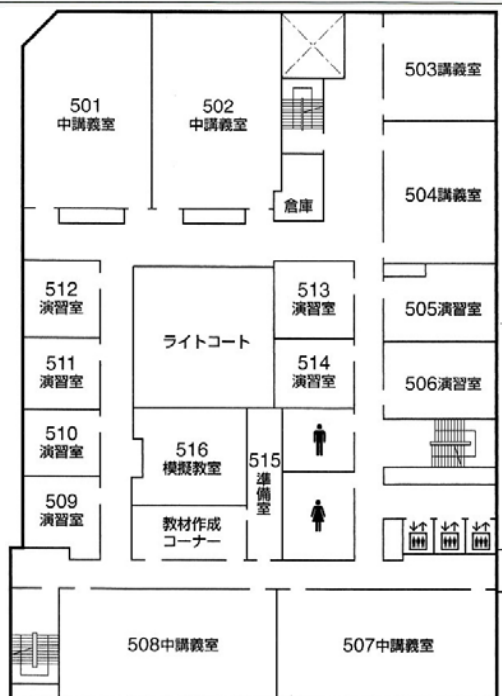 501
中講義室
502
中講義室
503講義室
504講義室
倉庫
512
演習室
ライトコート
513
演習室
505演習室
511
演習室
514
演習室
506演習室
510
演習室
516
模擬教室
515
準備室
509
演習室
教材作成
コーナー
508中講義室
507中講義室